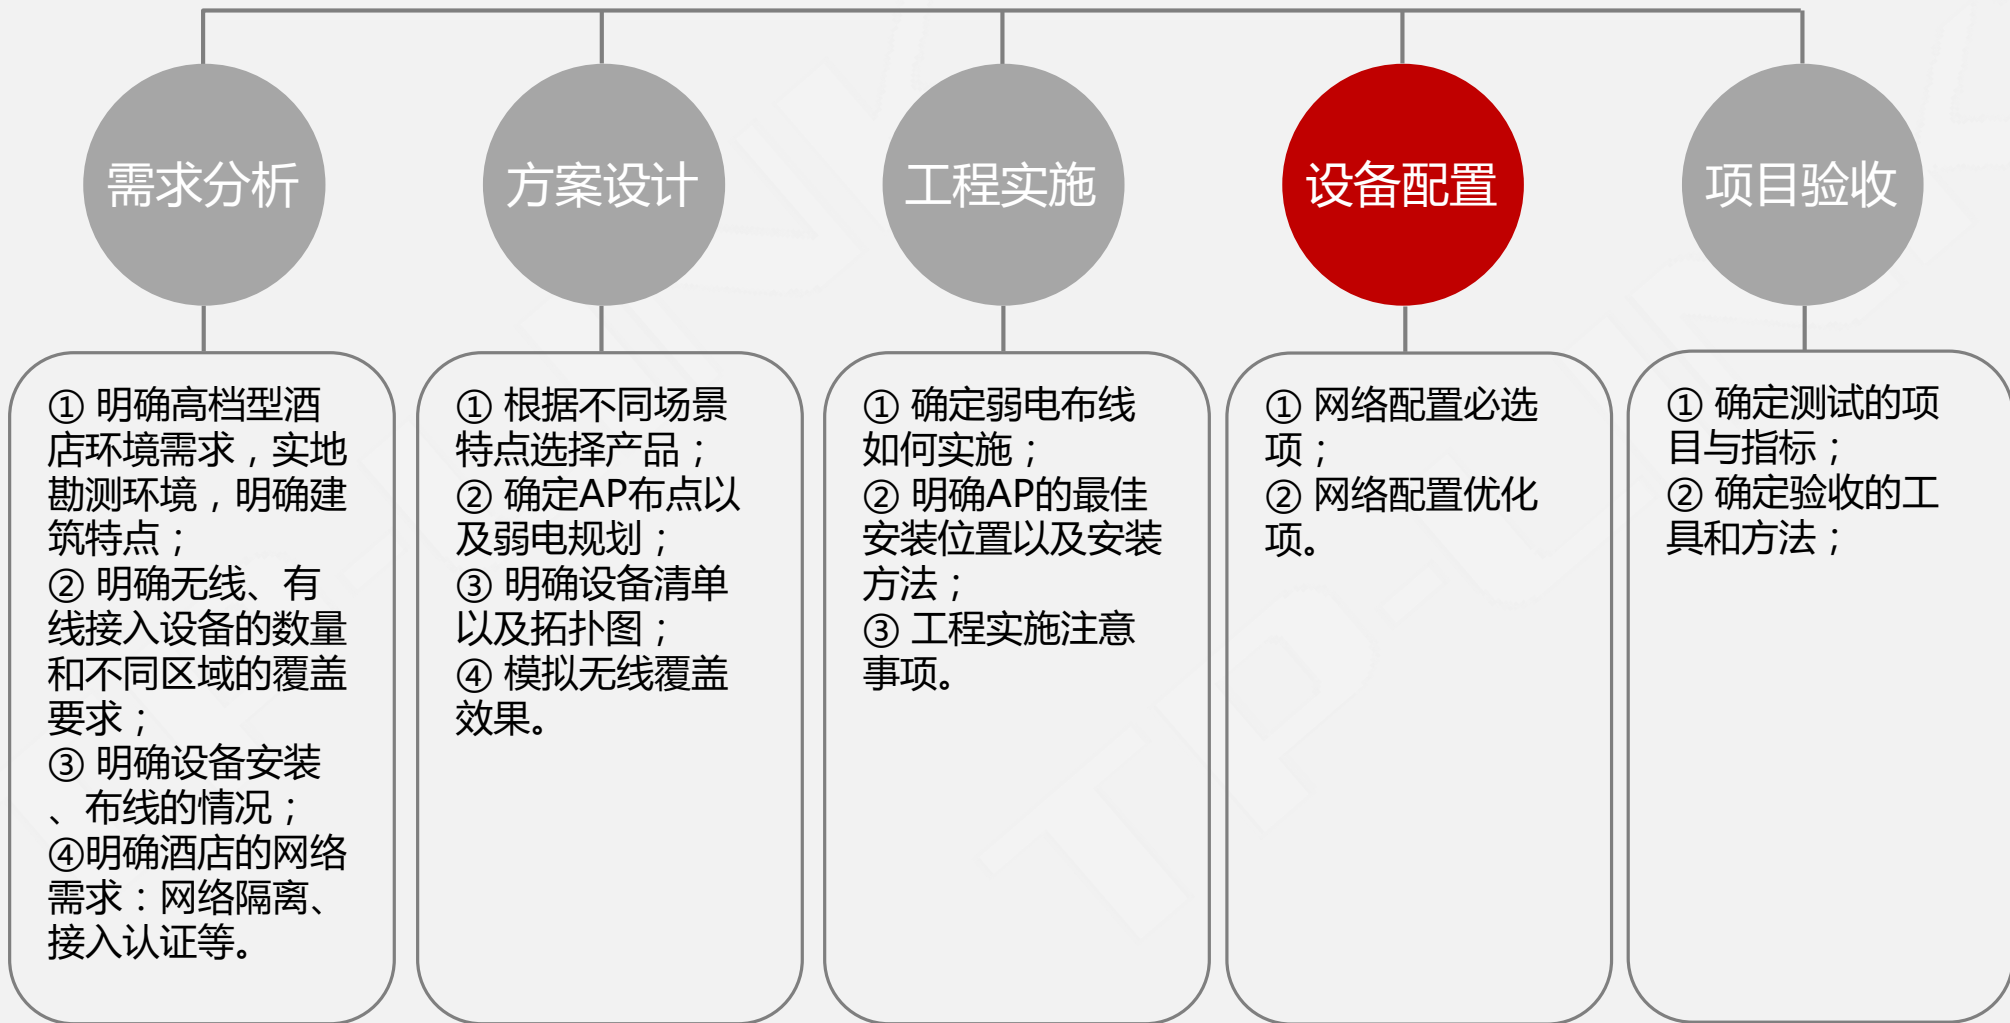 需求分析
方案设计
工程实施
设备配置
项目验收
① 明确高档型酒
店环境需求，实地
勘测环境，明确建
筑特点；
② 明确无线、有
线接入设备的数量
和不同区域的覆盖
要求；
③ 明确设备安装
、布线的情况；
④明确酒店的网络
需求：网络隔离、
接入认证等。
① 根据不同场景
特点选择产品；
② 确定AP布点以
及弱电规划；
③ 明确设备清单
以及拓扑图；
④ 模拟无线覆盖
效果。
① 确定弱电布线
如何实施；
② 明确AP的最佳
安装位置以及安装
方法；
③ 工程实施注意
事项。
① 网络配置必选
项；
② 网络配置优化
项。
① 确定测试的项
目与指标；
② 确定验收的工
具和方法；
TP-LINK